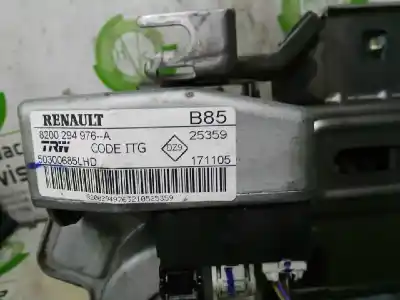 RENAULT B85
8200 294 976--A 25359
TRW CODE ITG DZ9
50300685LHD 171105